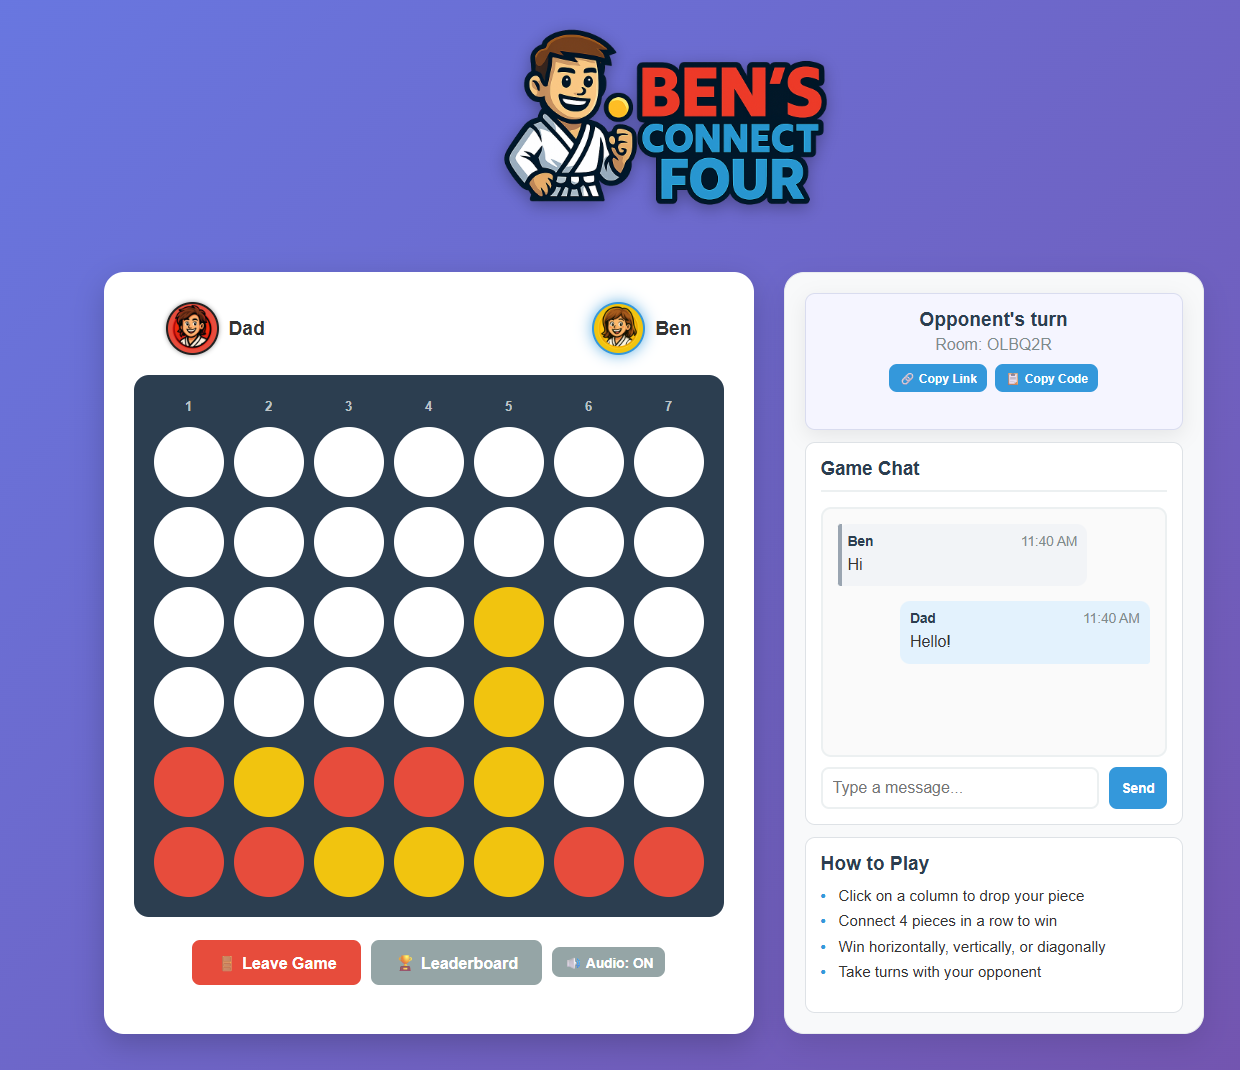 BEN'S
CONNECT
FOUR
Dad
Ben
1 2 3 4 5 6 7
Leave Game
Leaderboard
Audio: ON
Opponent's turn
Room: OLBQ2R
Copy Link
Copy Code
Game Chat
Ben 11:40 AM
Hi
Dad 11:40 AM
Hello!
Type a message...
Send
How to Play
• Click on a column to drop your piece
• Connect 4 pieces in a row to win
• Win horizontally, vertically, or diagonally
• Take turns with your opponent